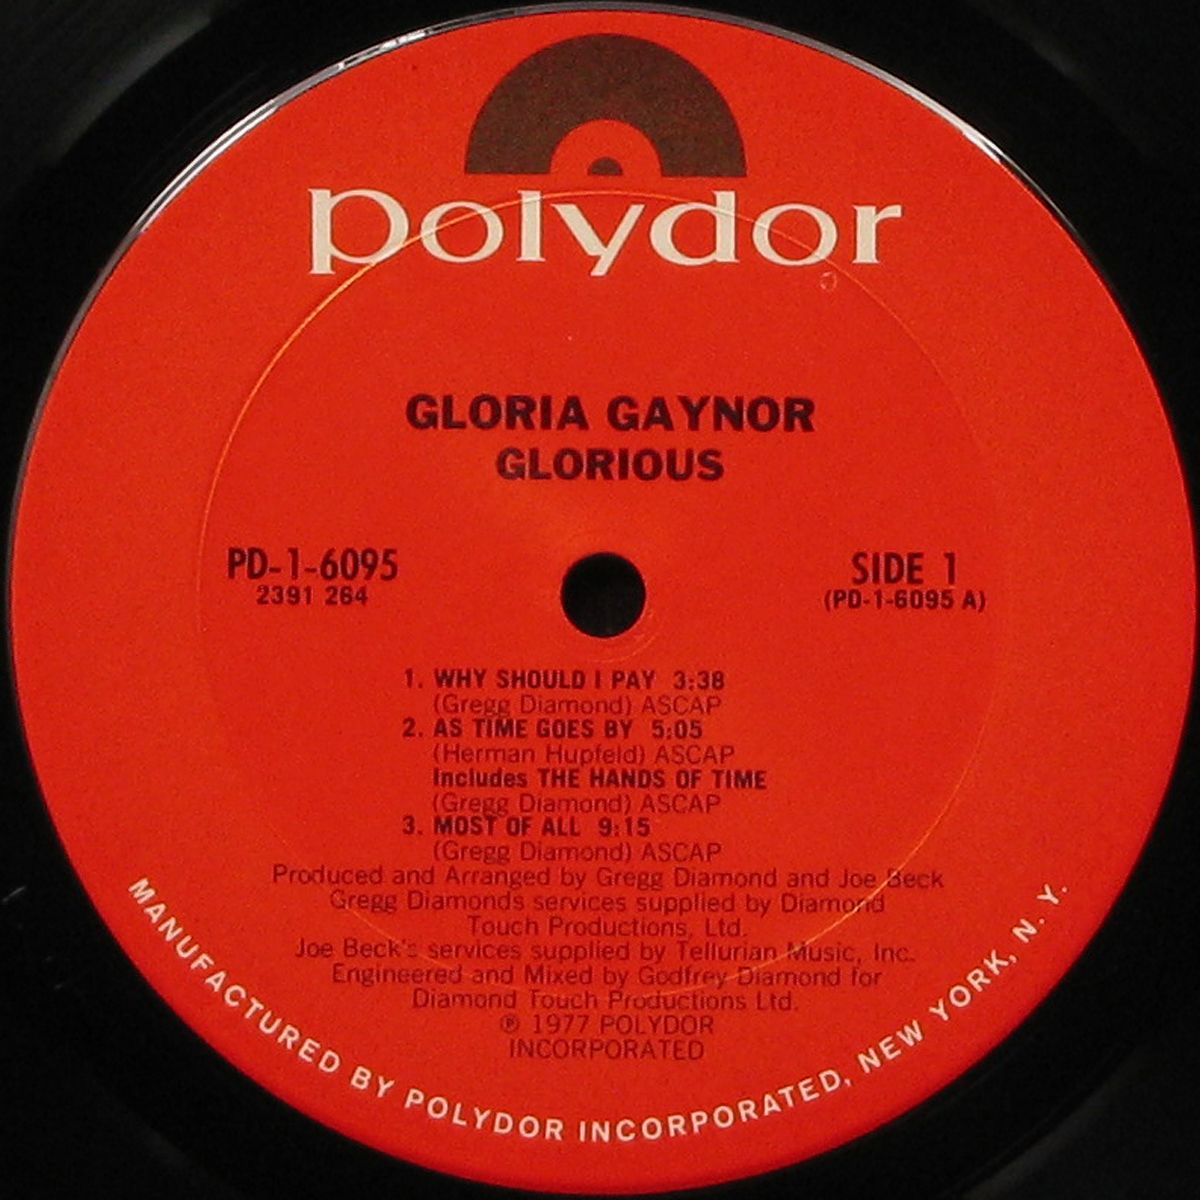 polydor
GLORIA GAYNOR
GLORIOUS
PD-1-6095
2391 264
SIDE 1
(PD-1-6095 A)
1. WHY SHOULD I PAY 3:38
(Gregg Diamond) ASCAP
2. AS TIME GOES BY 5:05
(Herman Hupfeld) ASCAP
Includes THE HANDS OF TIME
(Gregg Diamond) ASCAP
3. MOST OF ALL 9:15
(Gregg Diamond) ASCAP
Produced and Arranged by Gregg Diamond and Joe Beck
Gregg Diamonds services supplied by Diamond
Touch Productions, Ltd.
Joe Beck's services supplied by Tellurian Music, Inc.
Engineered and Mixed by Godfrey Diamond for
Diamond Touch Productions Ltd.
℗ 1977 POLYDOR
INCORPORATED
MANUFACTURED BY POLYDOR INCORPORATED, NEW YORK, N. Y.